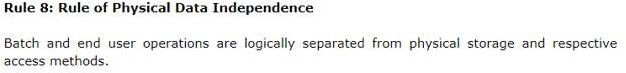 Rule 8: Rule of Physical Data Independence
Batch and end user operations are logically separated from physical storage and respective
access methods.